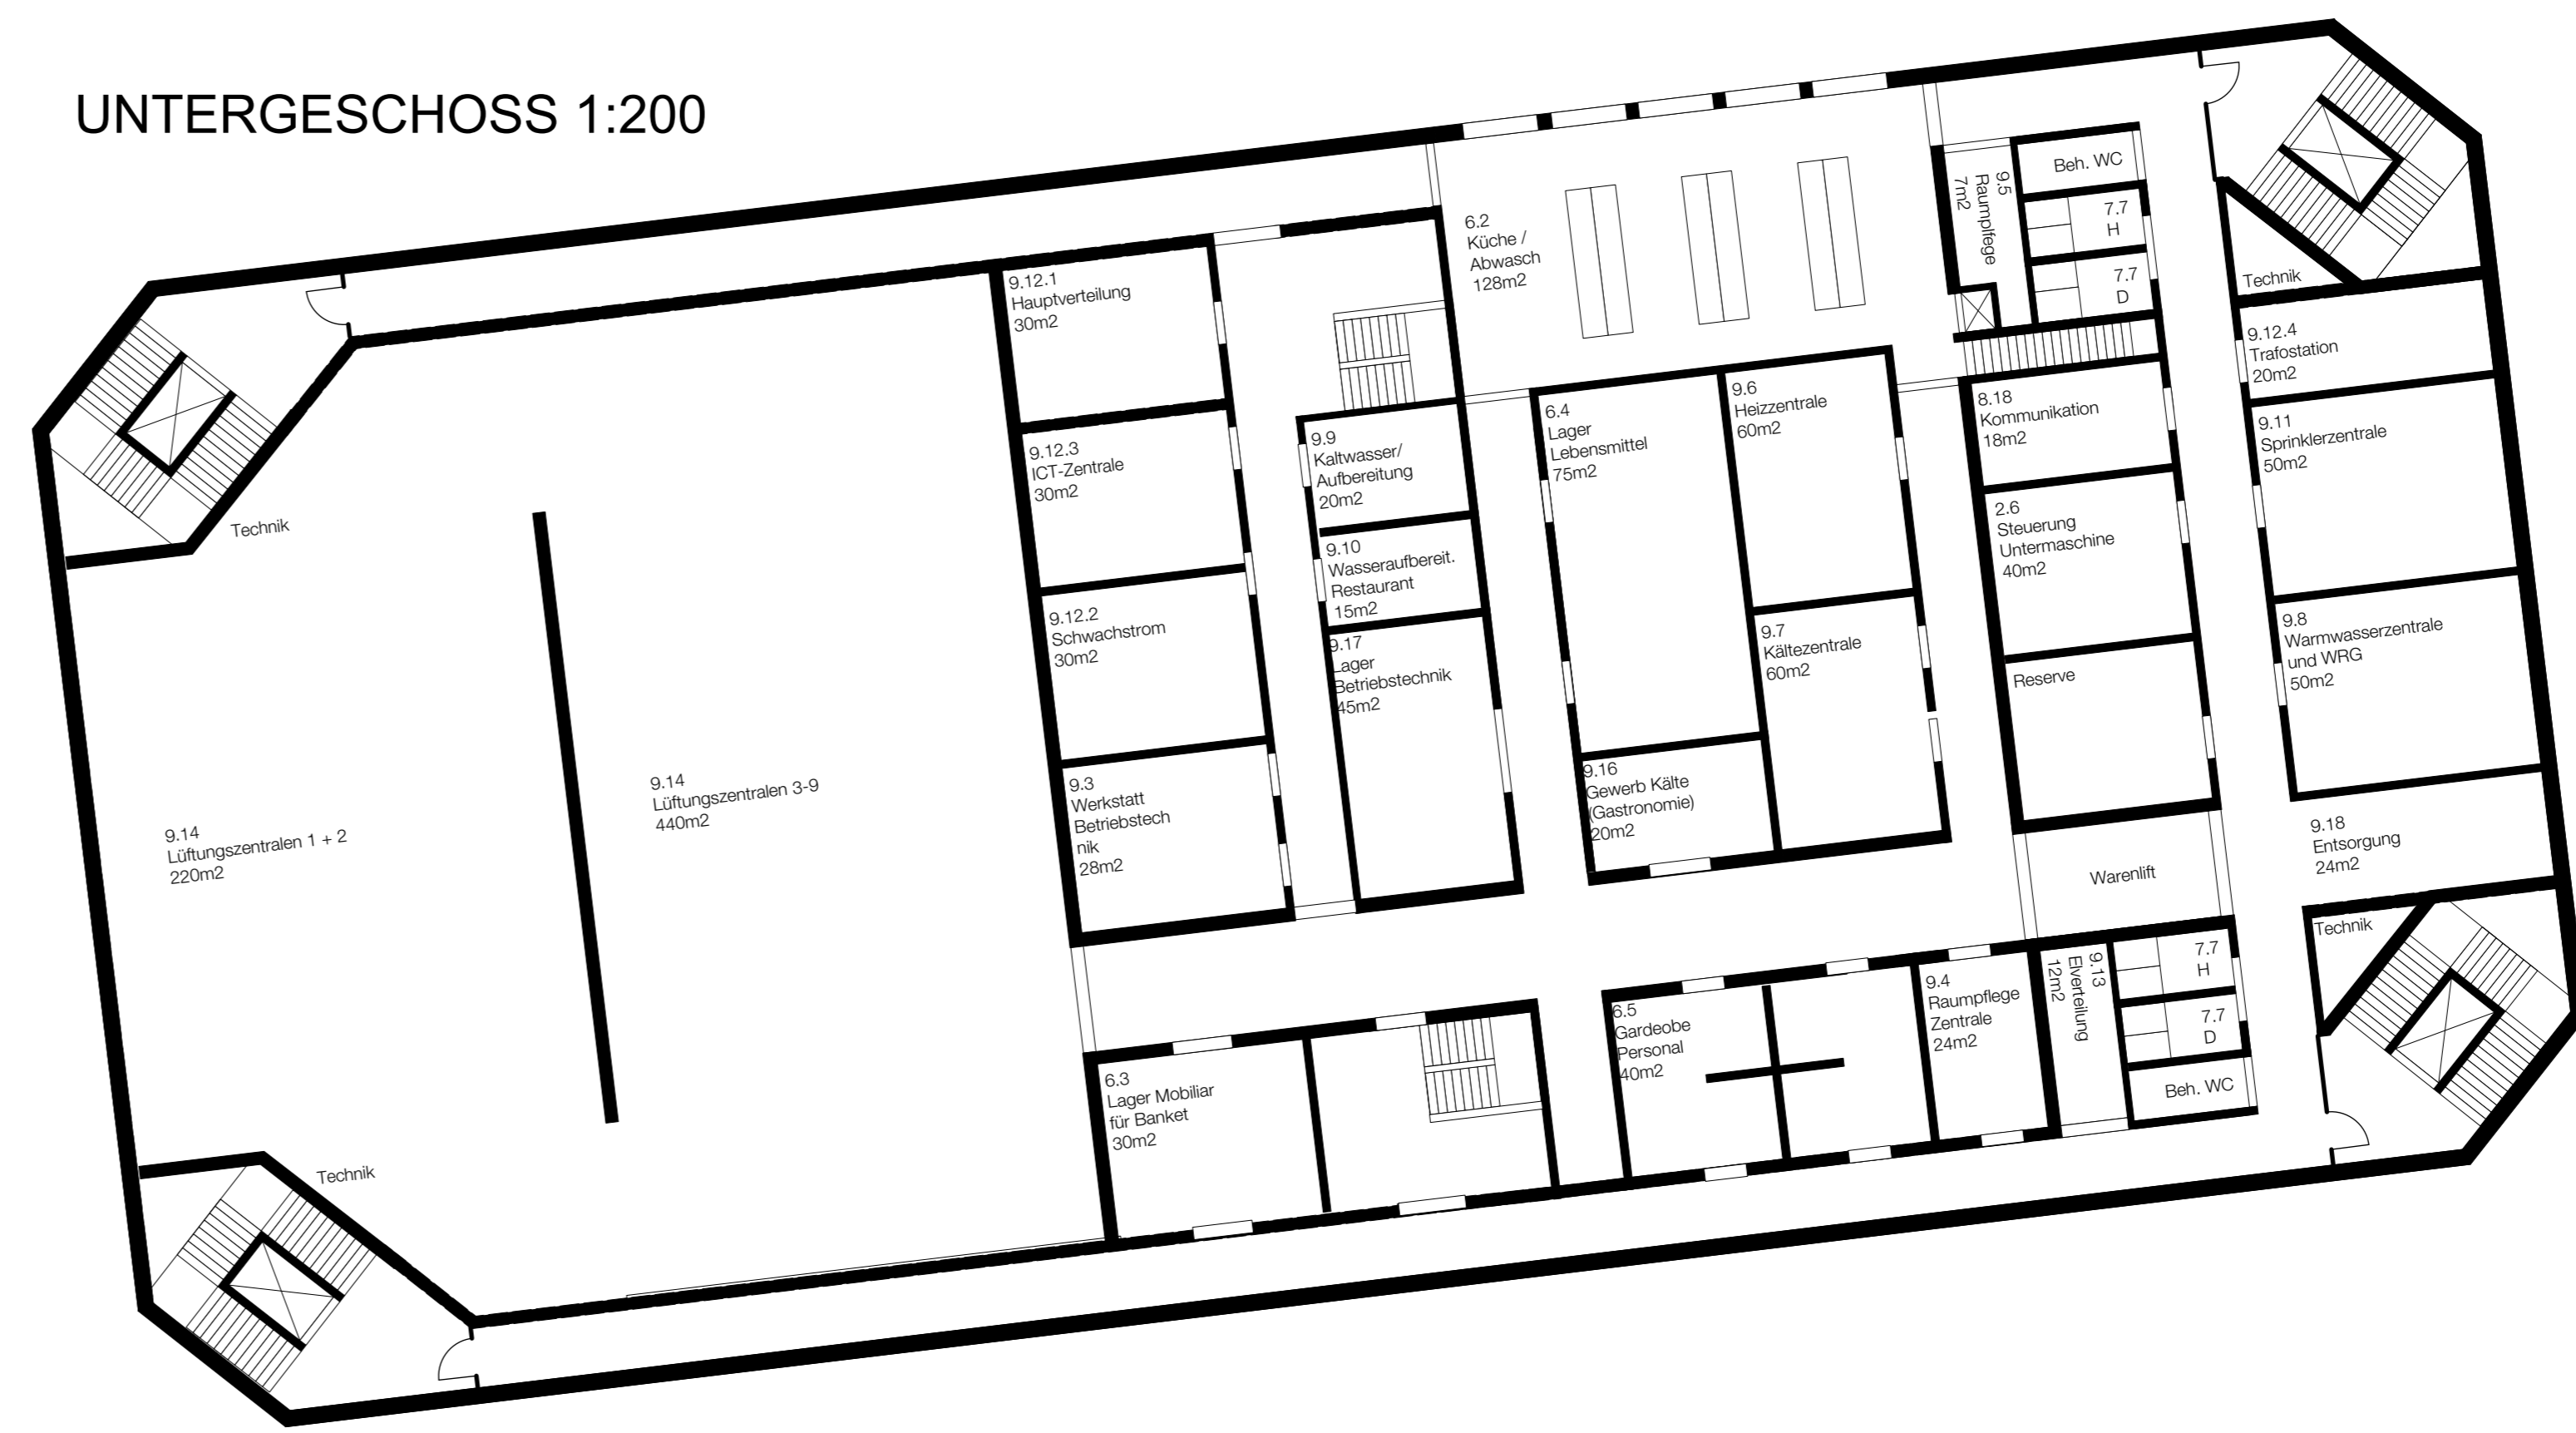 UNTERGESCHOSS 1:200
9.14
Lüftungszentralen 1 + 2
220m2
Technik
Technik
9.14
Lüftungszentralen 3-9
440m2
9.12.1
Hauptverteilung
30m2
9.12.3
ICT-Zentrale
30m2
9.12.2
Schwachstrom
30m2
9.3
Werkstatt
Betriebstech
nik
28m2
6.3
Lager Mobiliar
für Banket
30m2
9.9
Kaltwasser/
Aufbereitung
20m2
9.10
Wasseraufbereit.
Restaurant
15m2
9.17
Lager
Betriebstechnik
45m2
6.2
Küche /
Abwasch
128m2
6.4
Lager
Lebensmittel
75m2
9.16
Gewerb Kälte
(Gastronomie)
20m2
9.6
Heizzentrale
60m2
9.7
Kältezentrale
60m2
6.5
Gardeobe
Personal
40m2
9.4
Raumpflege
Zentrale
24m2
9.13
Elverteilung
12m2
9.5
Raumplfege
7m2
Beh. WC
7.7
H
7.7
D
8.18
Kommunikation
18m2
2.6
Steuerung
Untermaschine
40m2
Reserve
Warenlift
7.7
H
7.7
D
Beh. WC
Technik
9.12.4
Trafostation
20m2
9.11
Sprinklerzentrale
50m2
9.8
Warmwasserzentrale
und WRG
50m2
9.18
Entsorgung
24m2
Technik